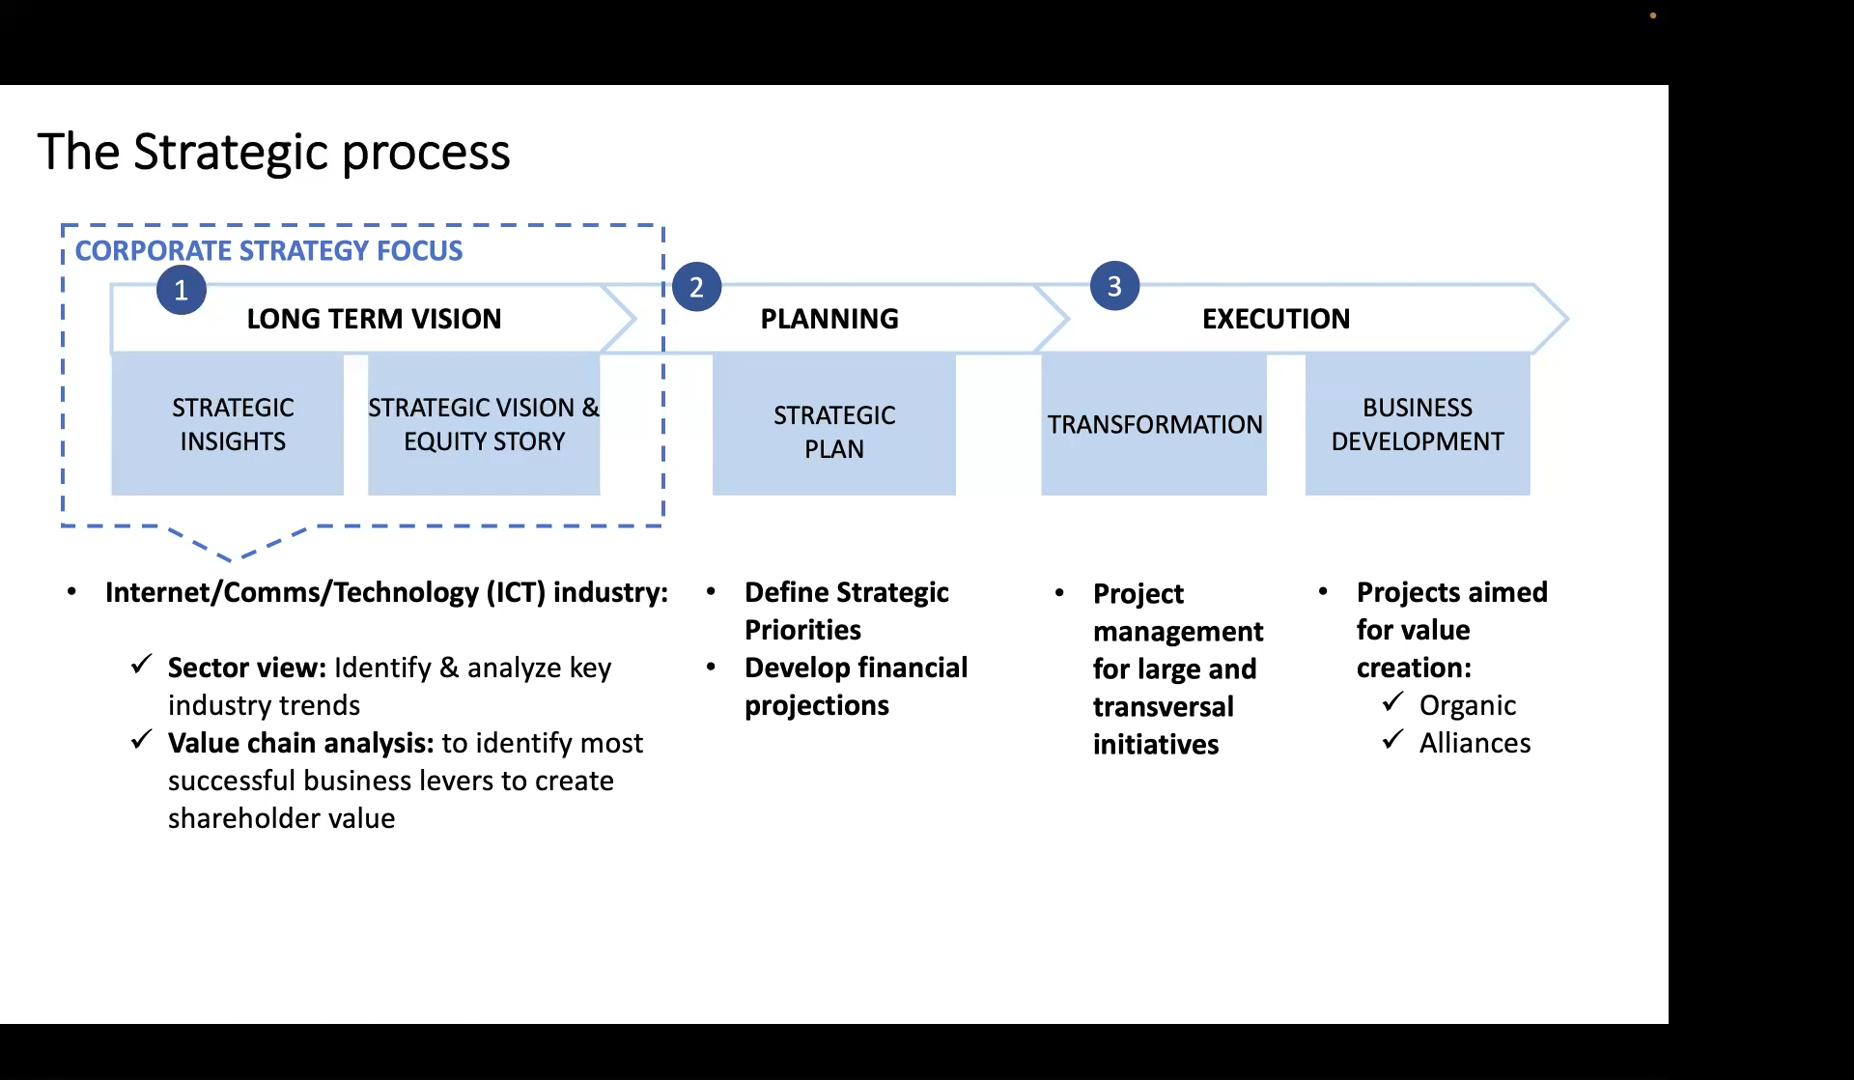 The Strategic process
CORPORATE STRATEGY FOCUS
1
LONG TERM VISION
2
PLANNING
3
EXECUTION
STRATEGIC
INSIGHTS
STRATEGIC VISION &
EQUITY STORY
STRATEGIC
PLAN
TRANSFORMATION
BUSINESS
DEVELOPMENT
• Internet/Comms/Technology (ICT) industry:
✓ Sector view: Identify & analyze key
industry trends
✓ Value chain analysis: to identify most
successful business levers to create
shareholder value
• Define Strategic
Priorities
• Develop financial
projections
• Project
management
for large and
transversal
initiatives
• Projects aimed
for value
creation:
✓ Organic
✓ Alliances